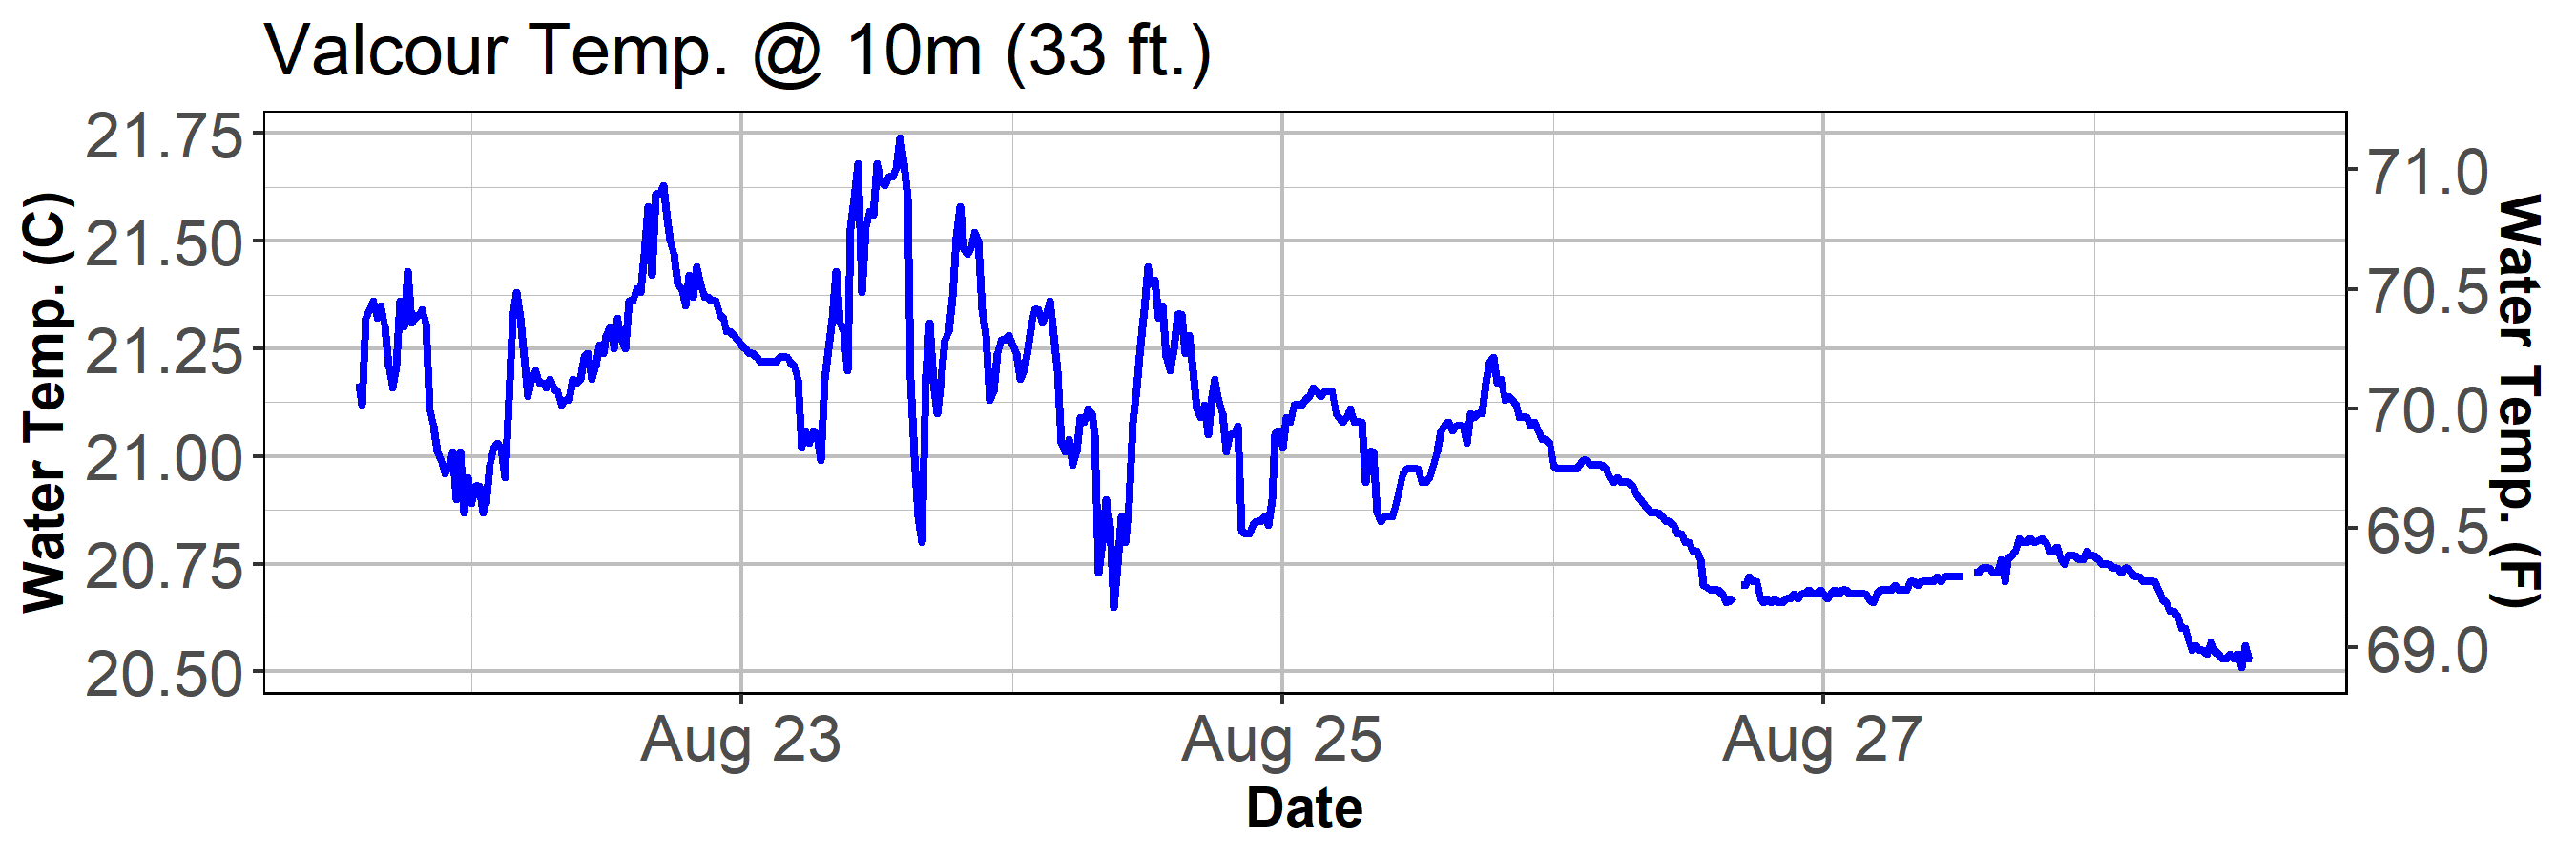 Valcour Temp. @ 10m (33 ft.)
Water Temp. (C)
21.75
21.50
21.25
21.00
20.75
20.50
71.0
70.5
70.0
69.5
69.0
Water Temp. (F)
Aug 23
Aug 25
Aug 27
Date